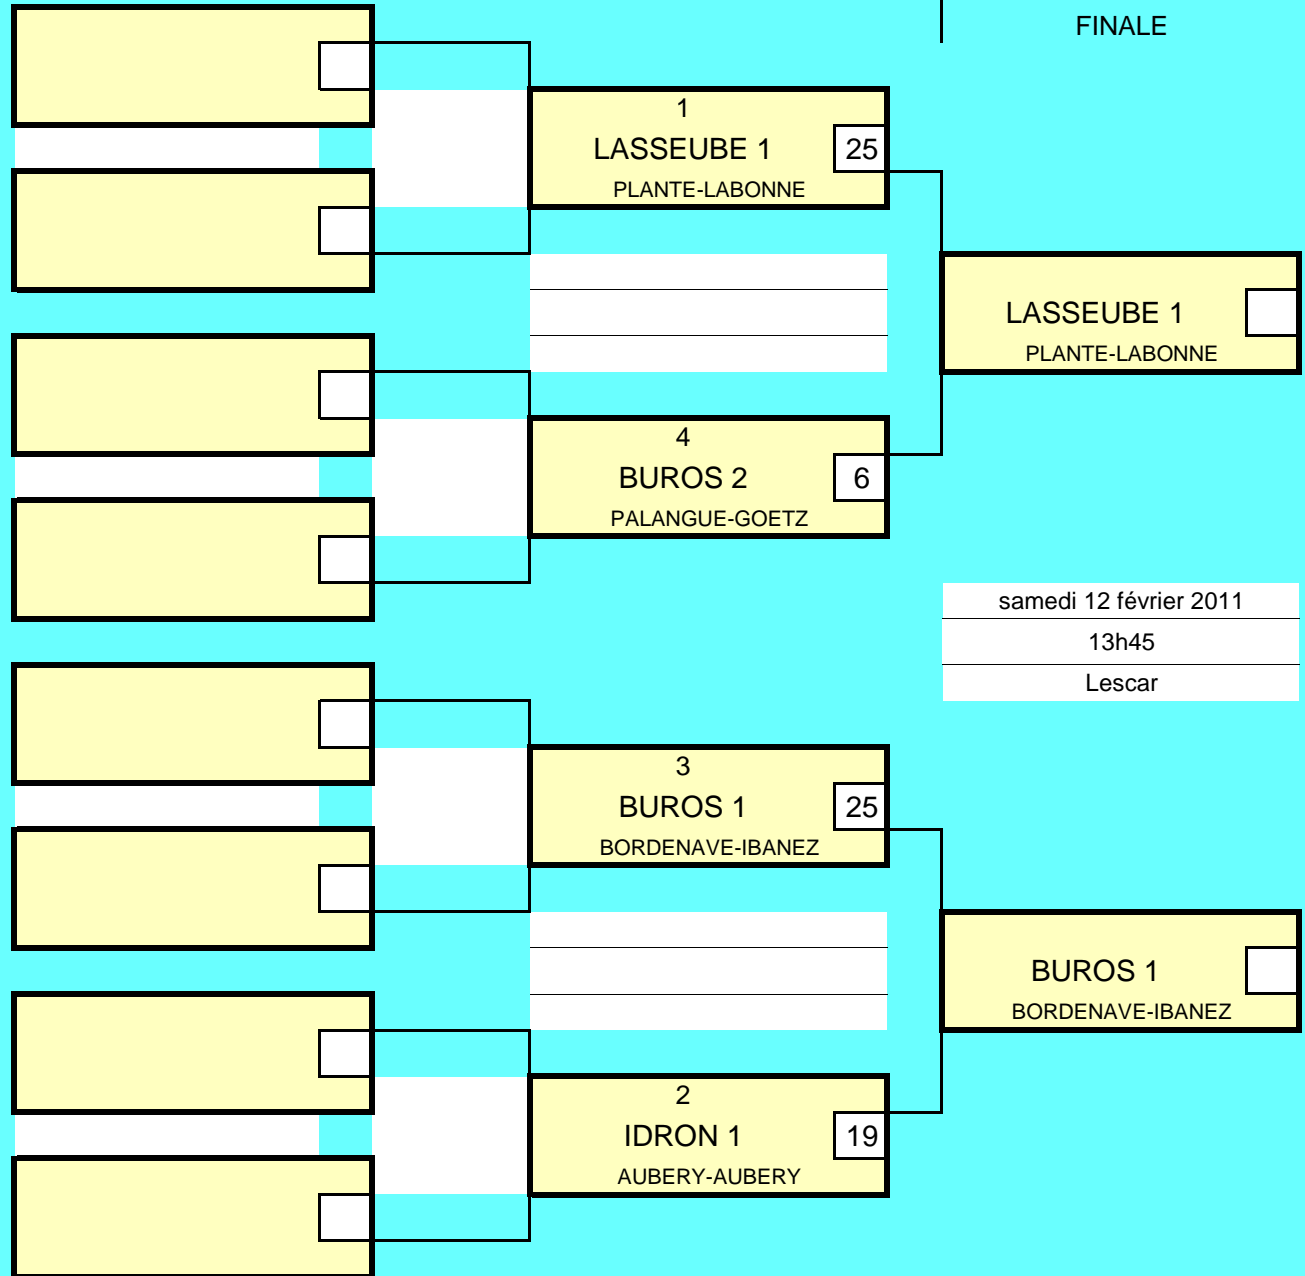 FINALE
1
LASSEUBE 1
25
PLANTE-LABONNE
LASSEUBE 1
PLANTE-LABONNE
4
BUROS 2
6
PALANGUE-GOETZ
samedi 12 février 2011
13h45
Lescar
3
BUROS 1
25
BORDENAVE-IBANEZ
BUROS 1
BORDENAVE-IBANEZ
2
IDRON 1
19
AUBERY-AUBERY